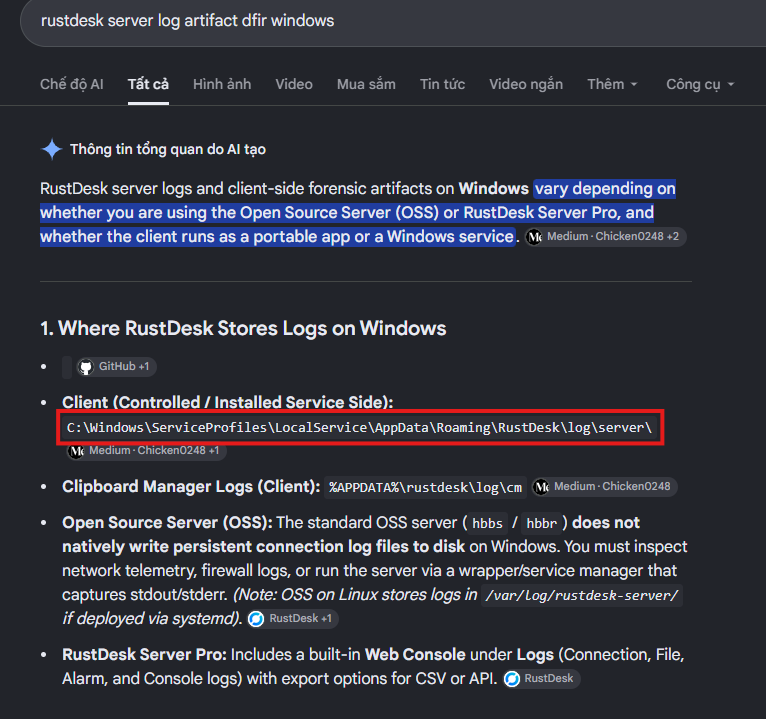 rustdesk server log artifact dfir windows
Chế độ AI Tất cả Hình ảnh Video Mua sắm Tin tức Video ngắn Thêm Công cụ
Thông tin tổng quan do AI tạo
RustDesk server logs and client-side forensic artifacts on Windows vary depending on
whether you are using the Open Source Server (OSS) or RustDesk Server Pro, and
whether the client runs as a portable app or a Windows service. Medium · Chicken0248 +2
1. Where RustDesk Stores Logs on Windows
• GitHub +1
• Client (Controlled / Installed Service Side):
C:\Windows\ServiceProfiles\LocalService\AppData\Roaming\RustDesk\log\server\
Medium · Chicken0248 +1
• Clipboard Manager Logs (Client): %APPDATA%\rustdesk\log\cm Medium · Chicken0248
• Open Source Server (OSS): The standard OSS server ( hbbs / hbbr ) does not
natively write persistent connection log files to disk on Windows. You must inspect
network telemetry, firewall logs, or run the server via a wrapper/service manager that
captures stdout/stderr. (Note: OSS on Linux stores logs in /var/log/rustdesk-server/
if deployed via systemd). RustDesk +1
• RustDesk Server Pro: Includes a built-in Web Console under Logs (Connection, File,
Alarm, and Console logs) with export options for CSV or API. RustDesk